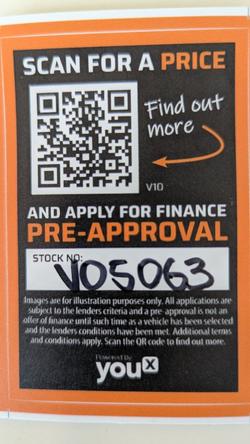 SCAN FOR A PRICE
Find out
more
V10
AND APPLY FOR FINANCE
PRE-APPROVAL
STOCK NO:
V05063
Images are for illustration purposes only. All applications are
subject to the lenders criteria and a pre-approval is not an
offer of finance until such time as a vehicle has been selected
and the lenders conditions have been met. Additional terms
and conditions apply. Scan the QR code to find out more.
Powered By
youX